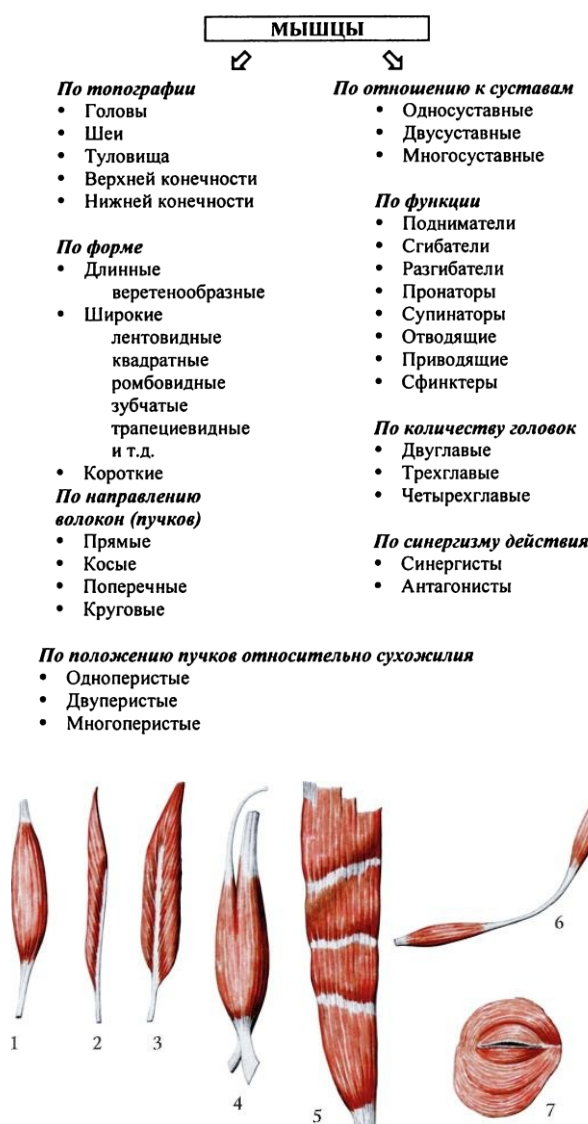 МЫШЦЫ
По топографии
• Головы
• Шеи
• Туловища
• Верхней конечности
• Нижней конечности
По форме
• Длинные
веретенообразные
• Широкие
лентовидные
квадратные
ромбовидные
зубчатые
трапециевидные
и т.д.
• Короткие
По направлению
волокон (пучков)
• Прямые
• Косые
• Поперечные
• Круговые
По отношению к суставам
• Односуставные
• Двусуставные
• Многосуставные
По функции
• Подниматели
• Сгибатели
• Разгибатели
• Пронаторы
• Супинаторы
• Отводящие
• Приводящие
• Сфинктеры
По количеству головок
• Двуглавые
• Трехглавые
• Четырехглавые
По синергизму действия
• Синергисты
• Антагонисты
По положению пучков относительно сухожилия
• Одноперистые
• Двуперистые
• Многоперистые
1
2
3
4
5
6
7